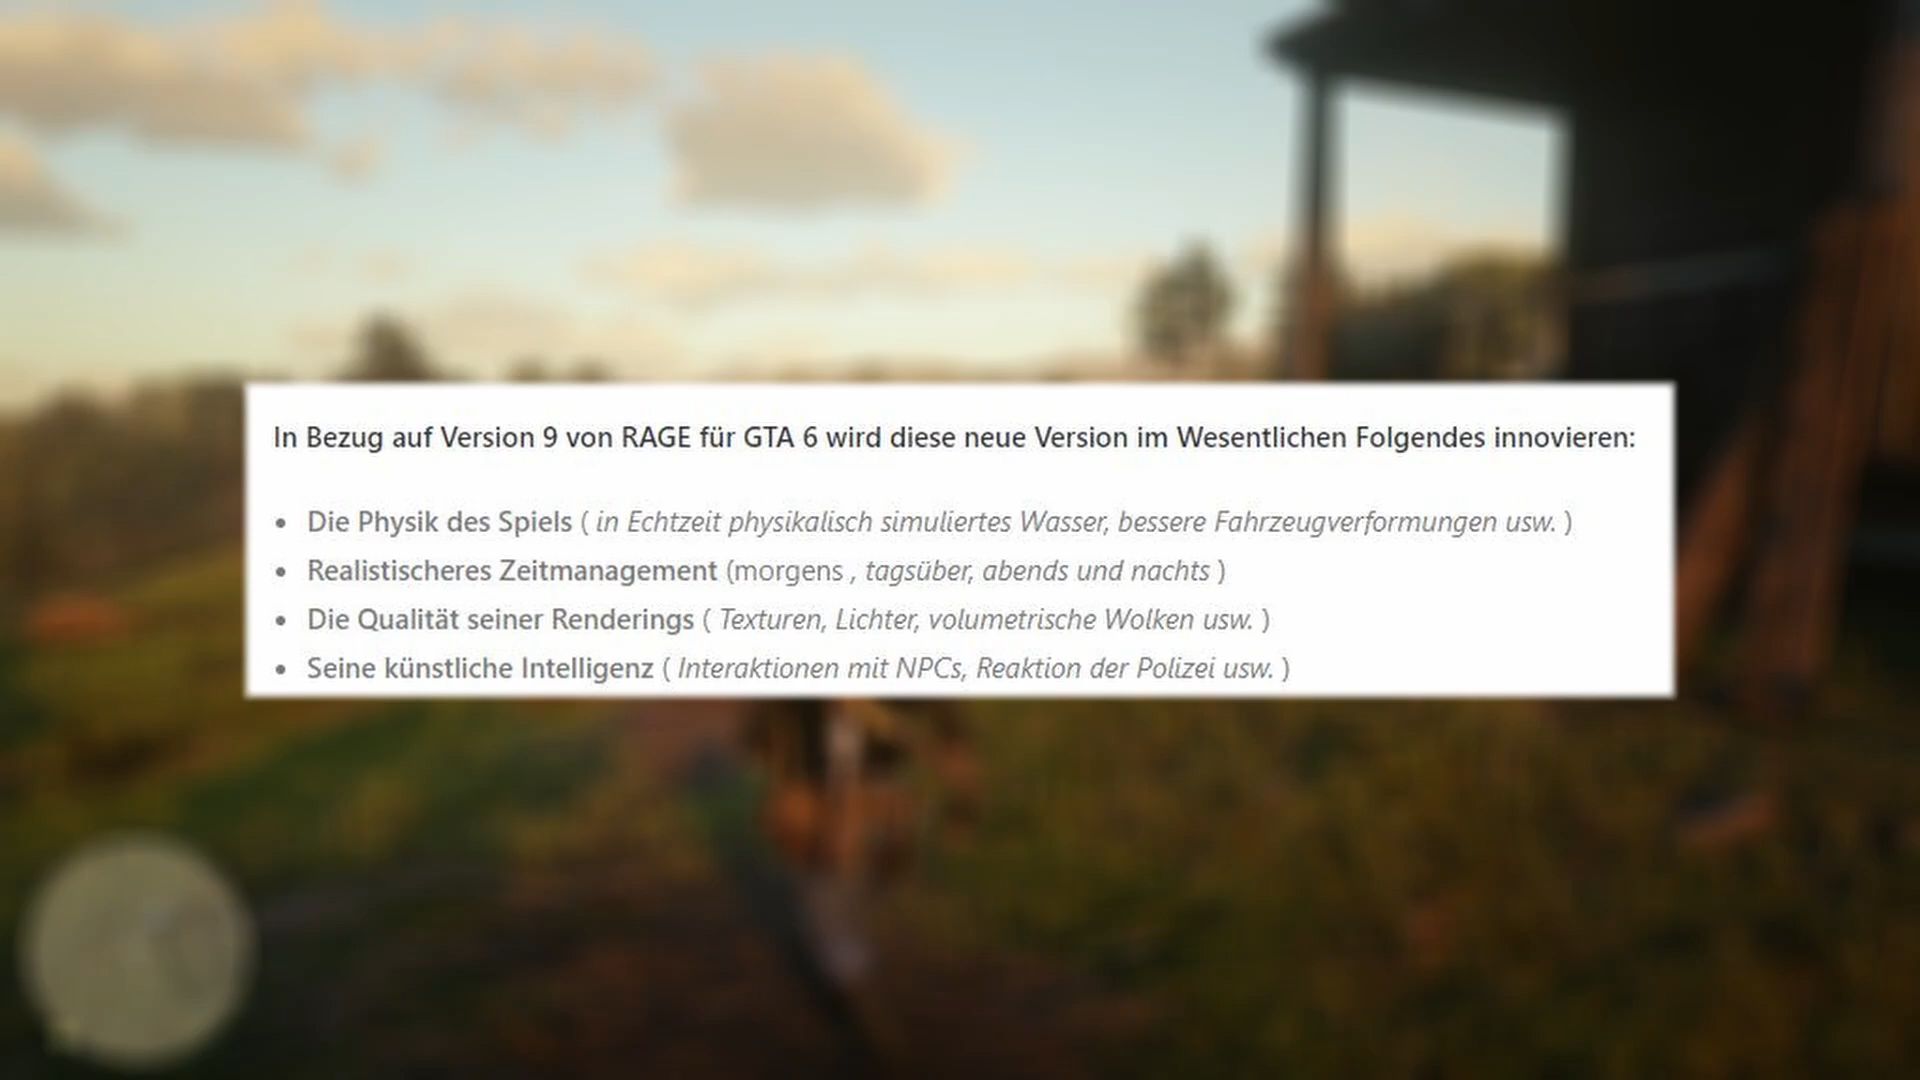 In Bezug auf Version 9 von RAGE für GTA 6 wird diese neue Version im Wesentlichen Folgendes innovieren:
• Die Physik des Spiels ( in Echtzeit physikalisch simuliertes Wasser, bessere Fahrzeugverformungen usw. )
• Realistischeres Zeitmanagement (morgens , tagsüber, abends und nachts )
• Die Qualität seiner Renderings ( Texturen, Lichter, volumetrische Wolken usw. )
• Seine künstliche Intelligenz ( Interaktionen mit NPCs, Reaktion der Polizei usw. )